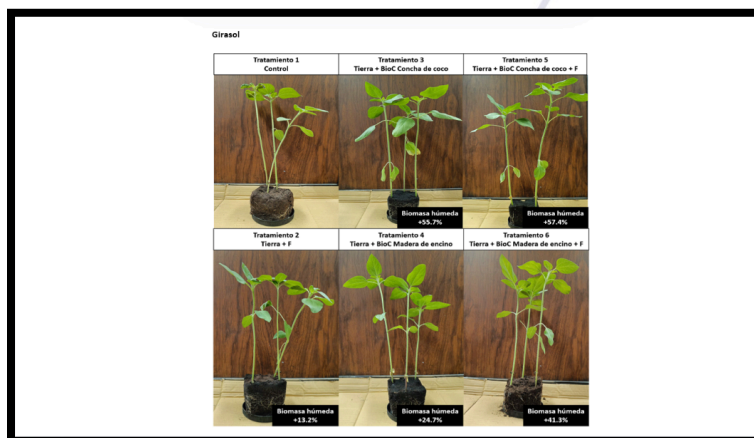 Girasol
Tratamiento 1
Control
Tratamiento 3
Tierra + BioC Concha de coco
Tratamiento 5
Tierra + BioC Concha de coco + F
Biomasa húmeda
+55.7%
Biomasa húmeda
+57.4%
Tratamiento 2
Tierra + F
Tratamiento 4
Tierra + BioC Madera de encino
Tratamiento 6
Tierra + BioC Madera de encino + F
Biomasa húmeda
+13.2%
Biomasa húmeda
+24.7%
Biomasa húmeda
+41.3%